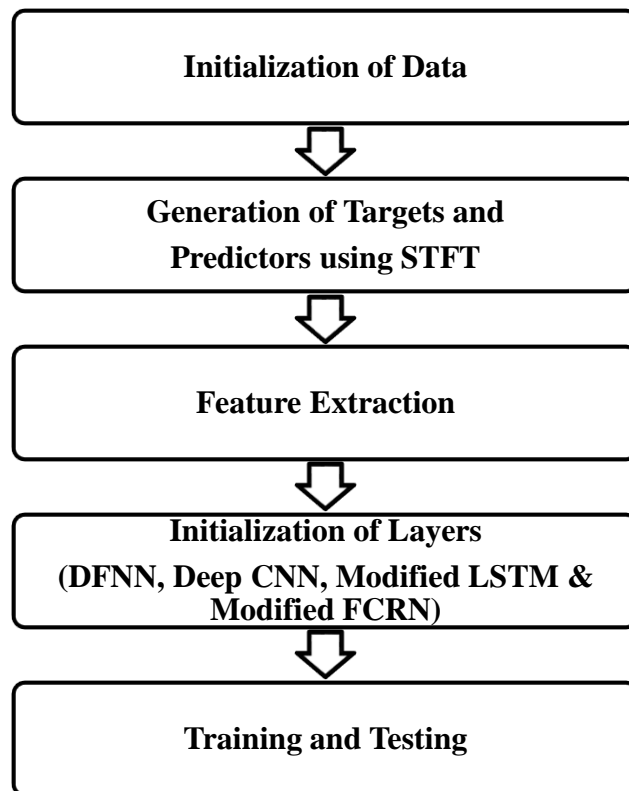 Initialization of Data
Generation of Targets and
Predictors using STFT
Feature Extraction
Initialization of Layers
(DFNN, Deep CNN, Modified LSTM &
Modified FCRN)
Training and Testing